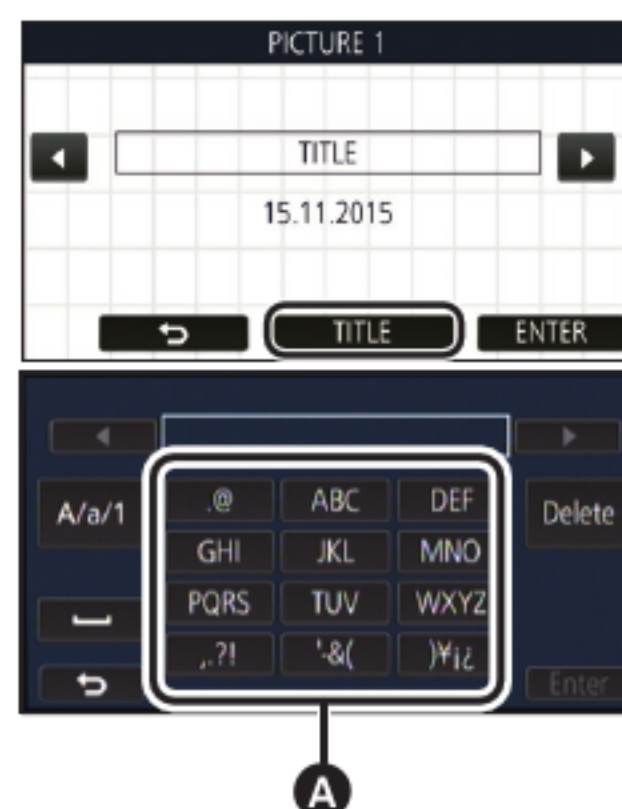 PICTURE 1
TITLE
15.11.2015
TITLE ENTER
A/a/1 .@ ABC DEF Delete
GHI JKL MNO
PQRS TUV WXYZ
,.?! '-&( )¥¡¿
Enter
A